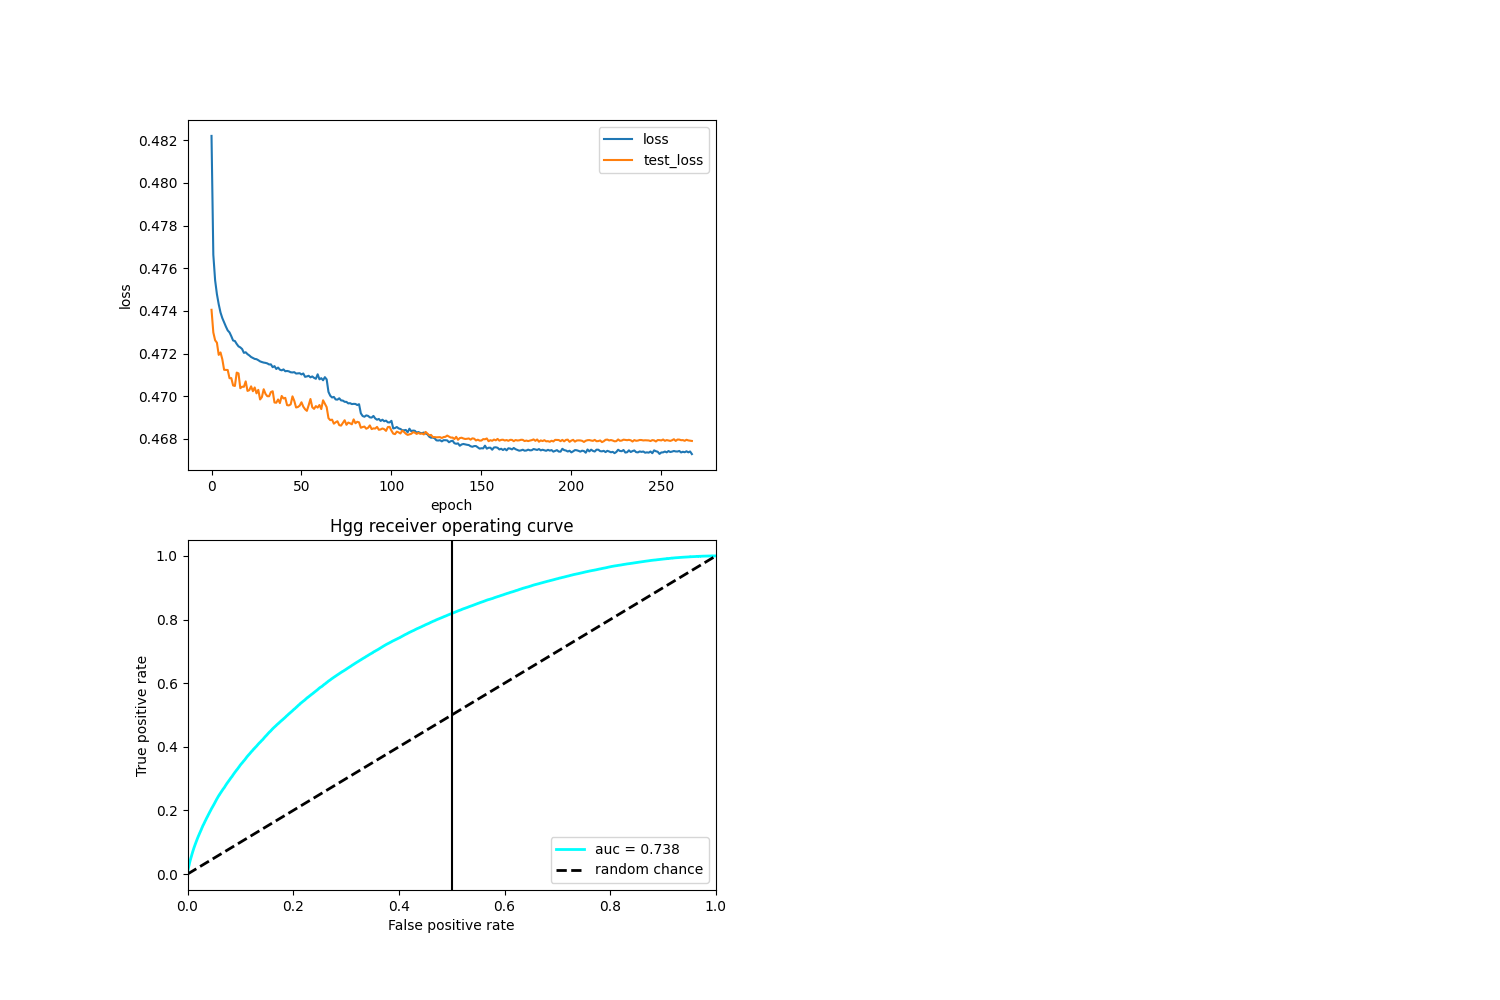 0.482
0.480
0.478
0.476
0.474
0.472
0.470
0.468
loss
loss
test_loss
0 50 100 150 200 250
epoch
Hgg receiver operating curve
1.0
0.8
0.6
0.4
0.2
0.0
True positive rate
auc = 0.738
random chance
0.0 0.2 0.4 0.6 0.8 1.0
False positive rate